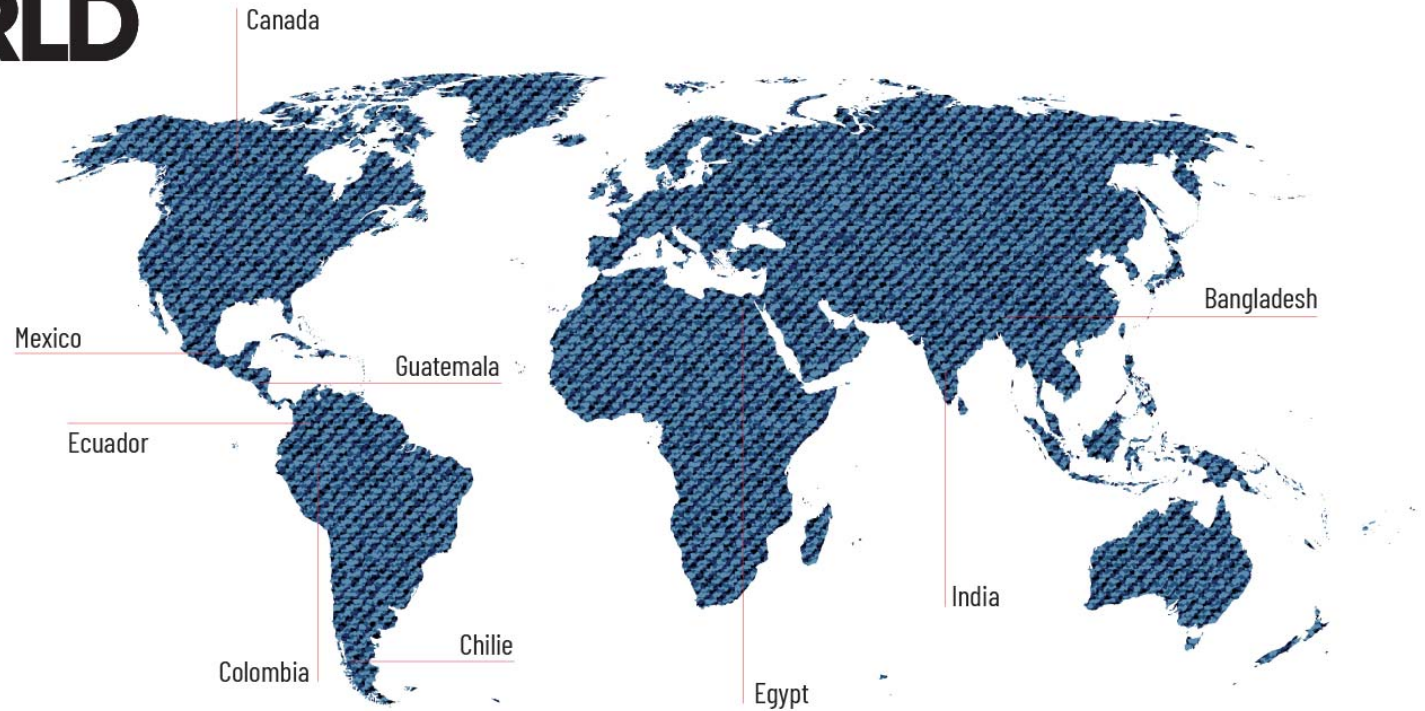 RLD
Canada
Bangladesh
Mexico
Guatemala
Ecuador
India
Chilie
Colombia
Egypt